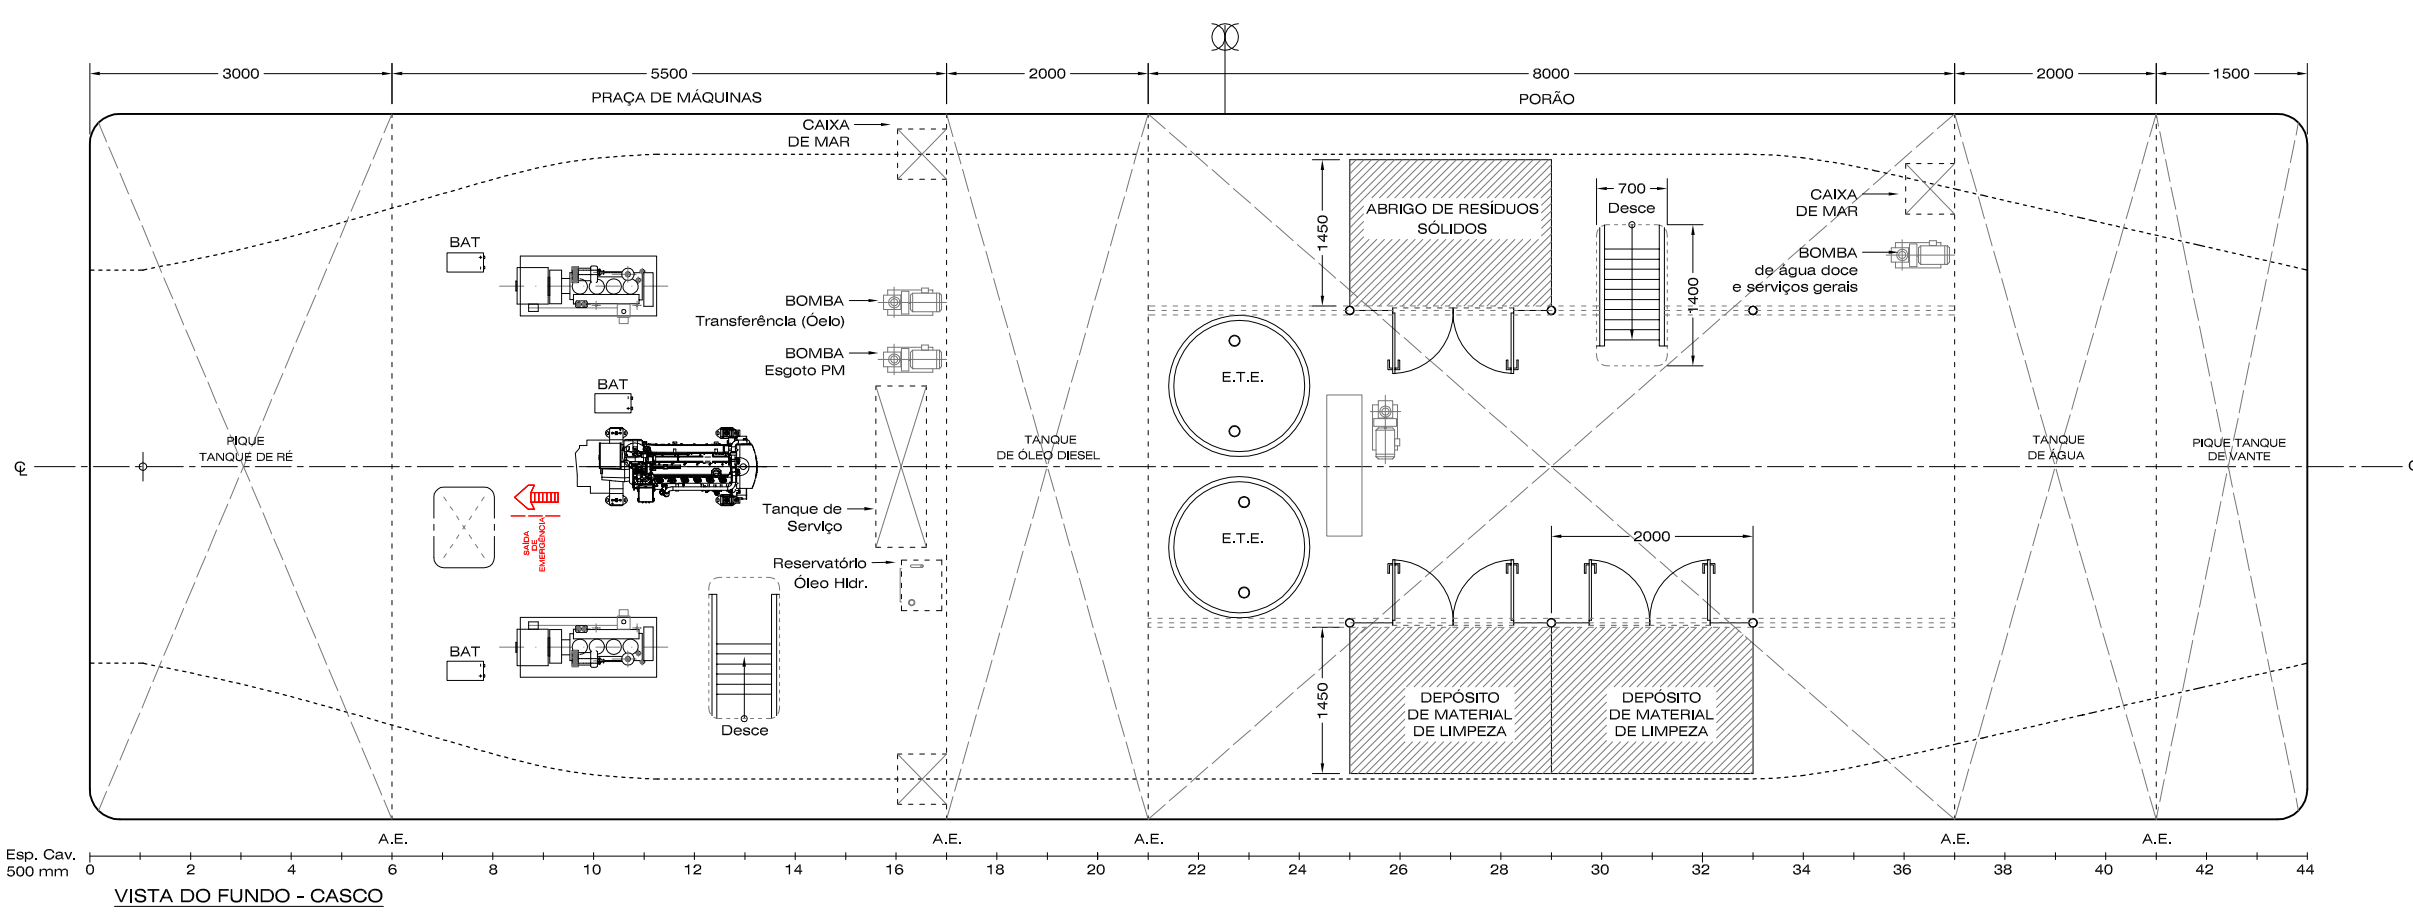 3000
5500
2000
8000
2000
1500
PRAÇA DE MÁQUINAS
PORÃO
CAIXA
DE MAR
ABRIGO DE RESÍDUOS
SÓLIDOS
1450
700
Desce
1400
CAIXA
DE MAR
BOMBA
de água doce
e serviços gerais
BAT
BOMBA
Transferência (Óelo)
BOMBA
Esgoto PM
E.T.E.
BAT
PIQUE
TANQUE DE RÉ
TANQUE
DE ÓLEO DIESEL
TANQUE
DE ÁGUA
PIQUE TANQUE
DE VANTE
SAÍDA
DE
EMERGÊNCIA
Tanque de
Serviço
E.T.E.
2000
Reservatório
Óleo Hidr.
BAT
Desce
1450
DEPÓSITO
DE MATERIAL
DE LIMPEZA
DEPÓSITO
DE MATERIAL
DE LIMPEZA
A.E.
A.E.
A.E.
A.E.
A.E.
Esp. Cav.
500 mm
0 2 4 6 8 10 12 14 16 18 20 22 24 26 28 30 32 34 36 38 40 42 44
VISTA DO FUNDO - CASCO